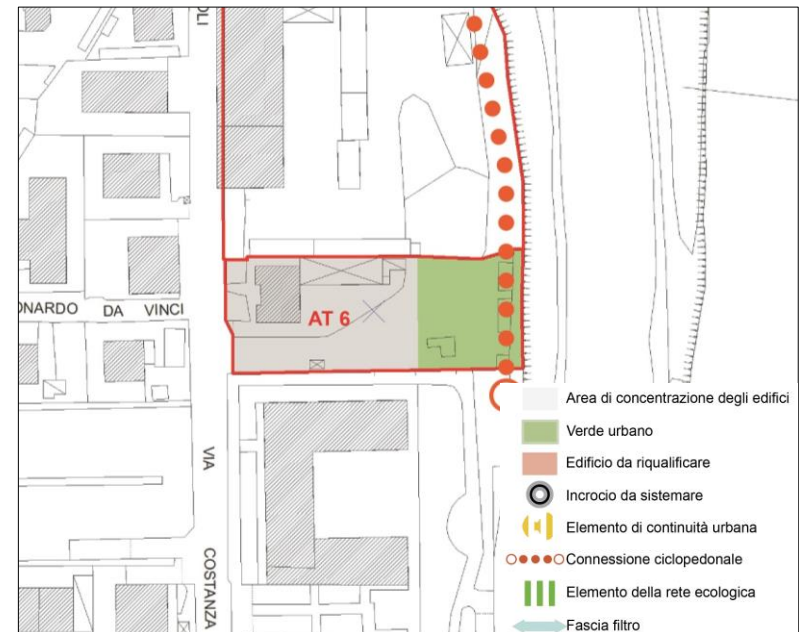 OLI
AT 6
ONARDO DA VINCI
VIA
COSTANZA
Area di concentrazione degli edifici
Verde urbano
Edificio da riqualificare
Incrocio da sistemare
Elemento di continuità urbana
Connessione ciclopedonale
Elemento della rete ecologica
Fascia filtro